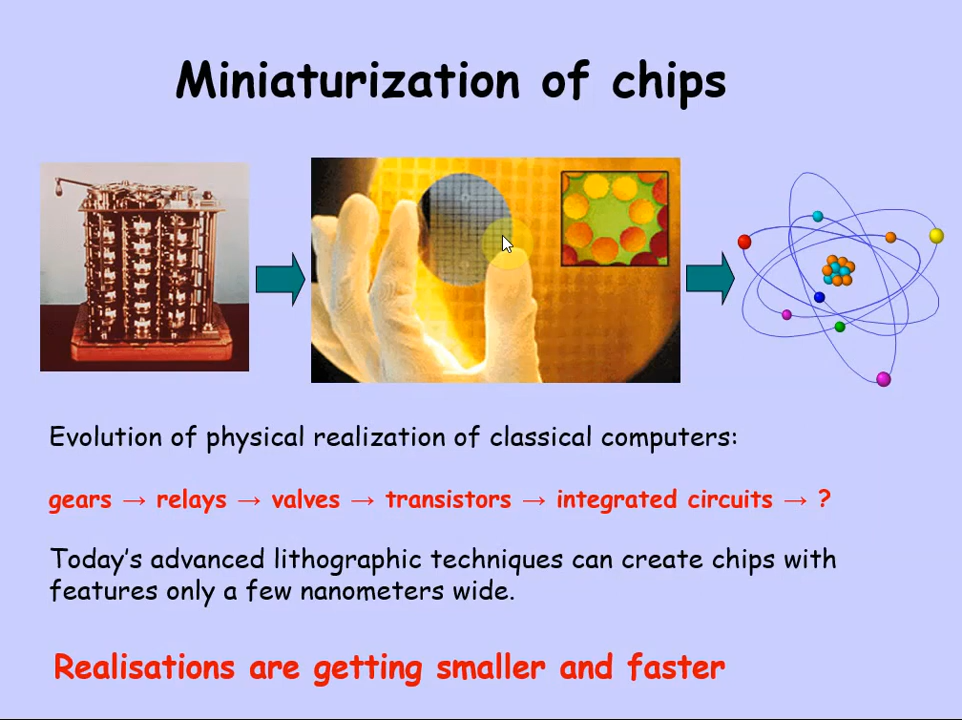 Miniaturization of chips
Evolution of physical realization of classical computers:
gears → relays → valves → transistors → integrated circuits → ?
Today's advanced lithographic techniques can create chips with
features only a few nanometers wide.
Realisations are getting smaller and faster